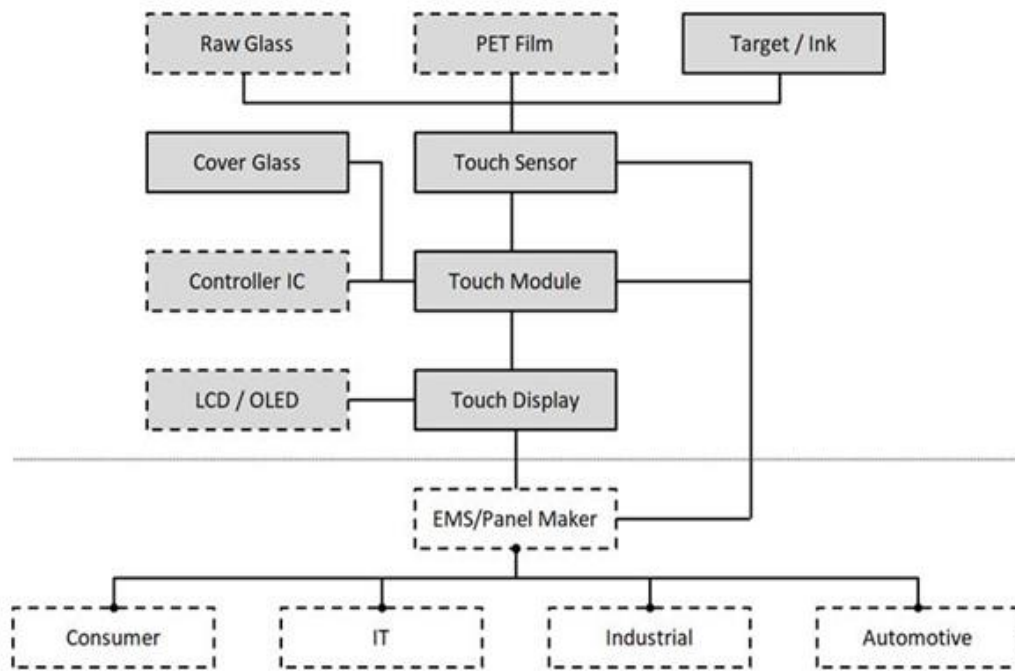 Raw Glass
PET Film
Target / Ink
Cover Glass
Touch Sensor
Controller IC
Touch Module
LCD / OLED
Touch Display
EMS/Panel Maker
Consumer
IT
Industrial
Automotive